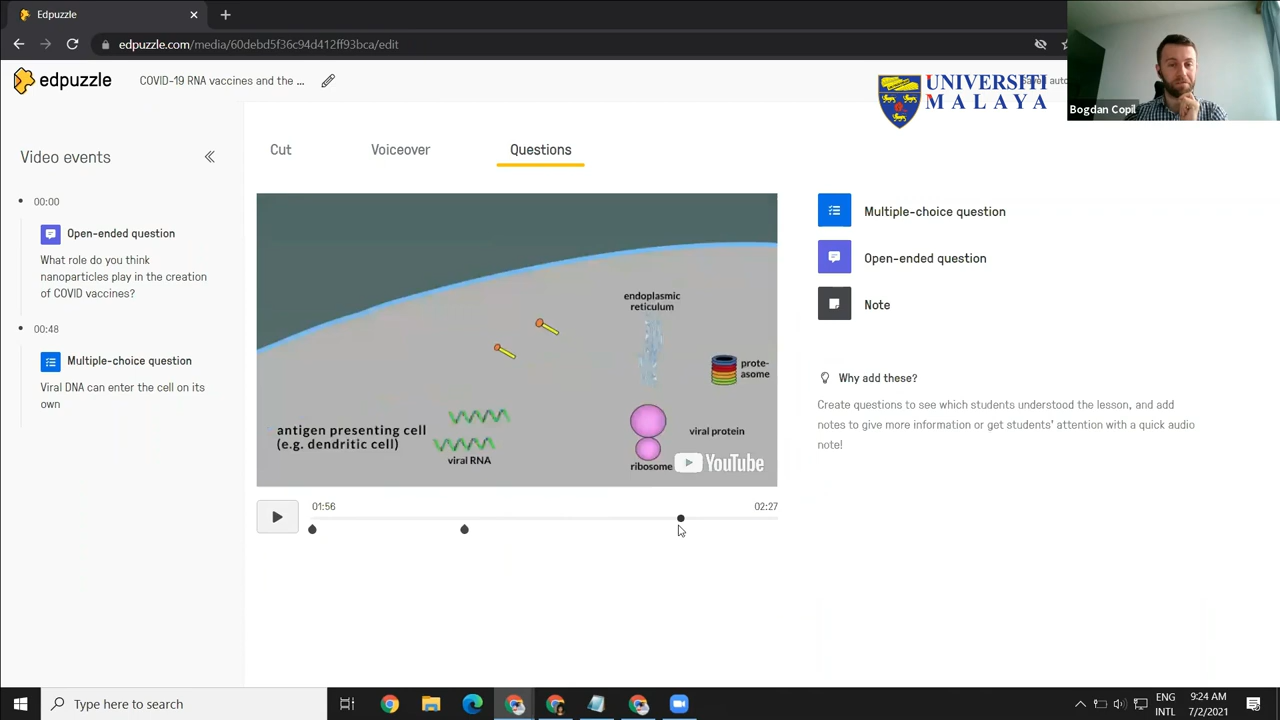 Edpuzzle
edpuzzle.com/media/60debd5f36c94d412ff93bca/edit
edpuzzle
COVID-19 RNA vaccines and the ...
UNIVERSITI
MALAYA
Bogdan Copil
Video events
Cut
Voiceover
Questions
00:00
Open-ended question
What role do you think
nanoparticles play in the creation
of COVID vaccines?
00:48
Multiple-choice question
Viral DNA can enter the cell on its
own
endoplasmic
reticulum
prote-
asome
antigen presenting cell
(e.g. dendritic cell)
viral RNA
viral protein
ribosome
YouTube
01:56
02:27
Multiple-choice question
Open-ended question
Note
Why add these?
Create questions to see which students understood the lesson, and add
notes to give more information or get students' attention with a quick audio
note!
Type here to search
ENG
INTL
9:24 AM
7/2/2021